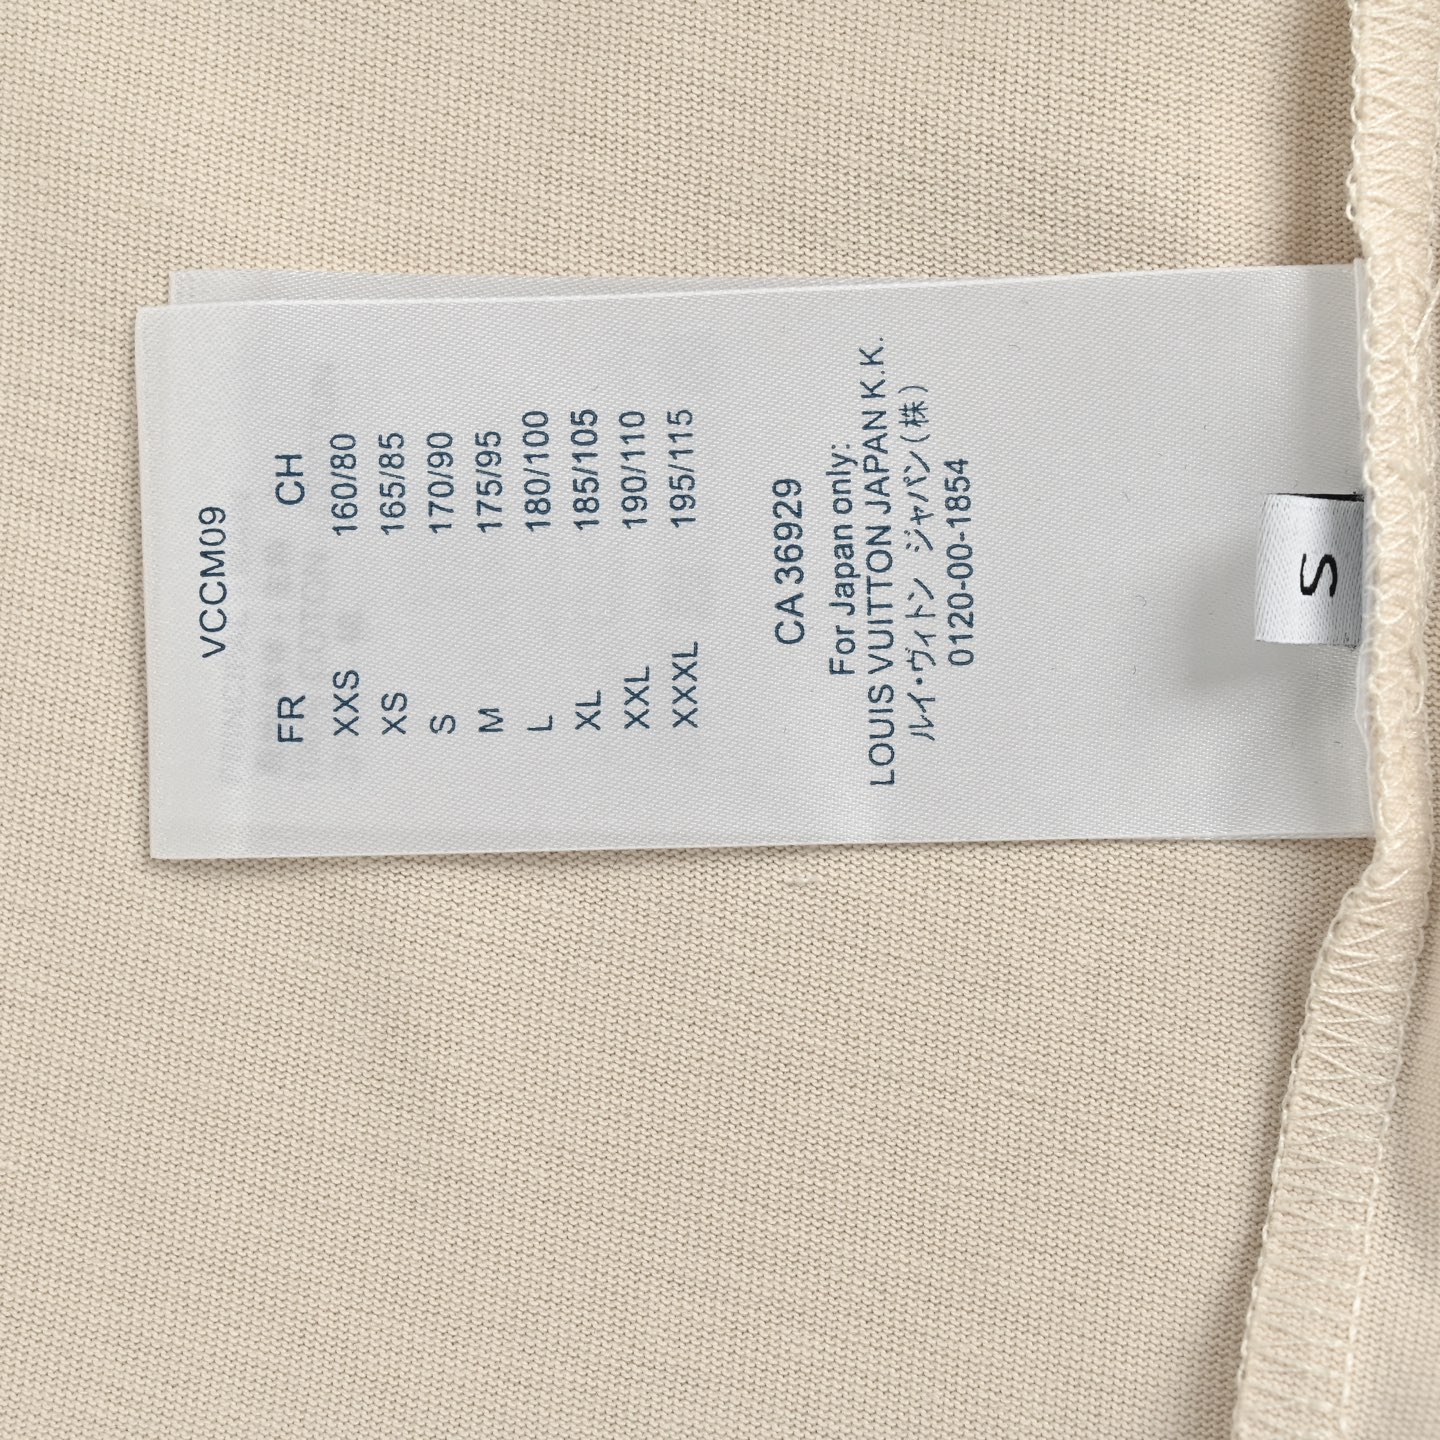 VCCM09
FR CH
XXS 160/80
XS 165/85
S 170/90
M 175/95
L 180/100
XL 185/105
XXL 190/110
XXXL 195/115
CA 36929
For Japan only:
LOUIS VUITTON JAPAN K.K.
ルイ・ヴィトン ジャパン(株)
0120-00-1854
S